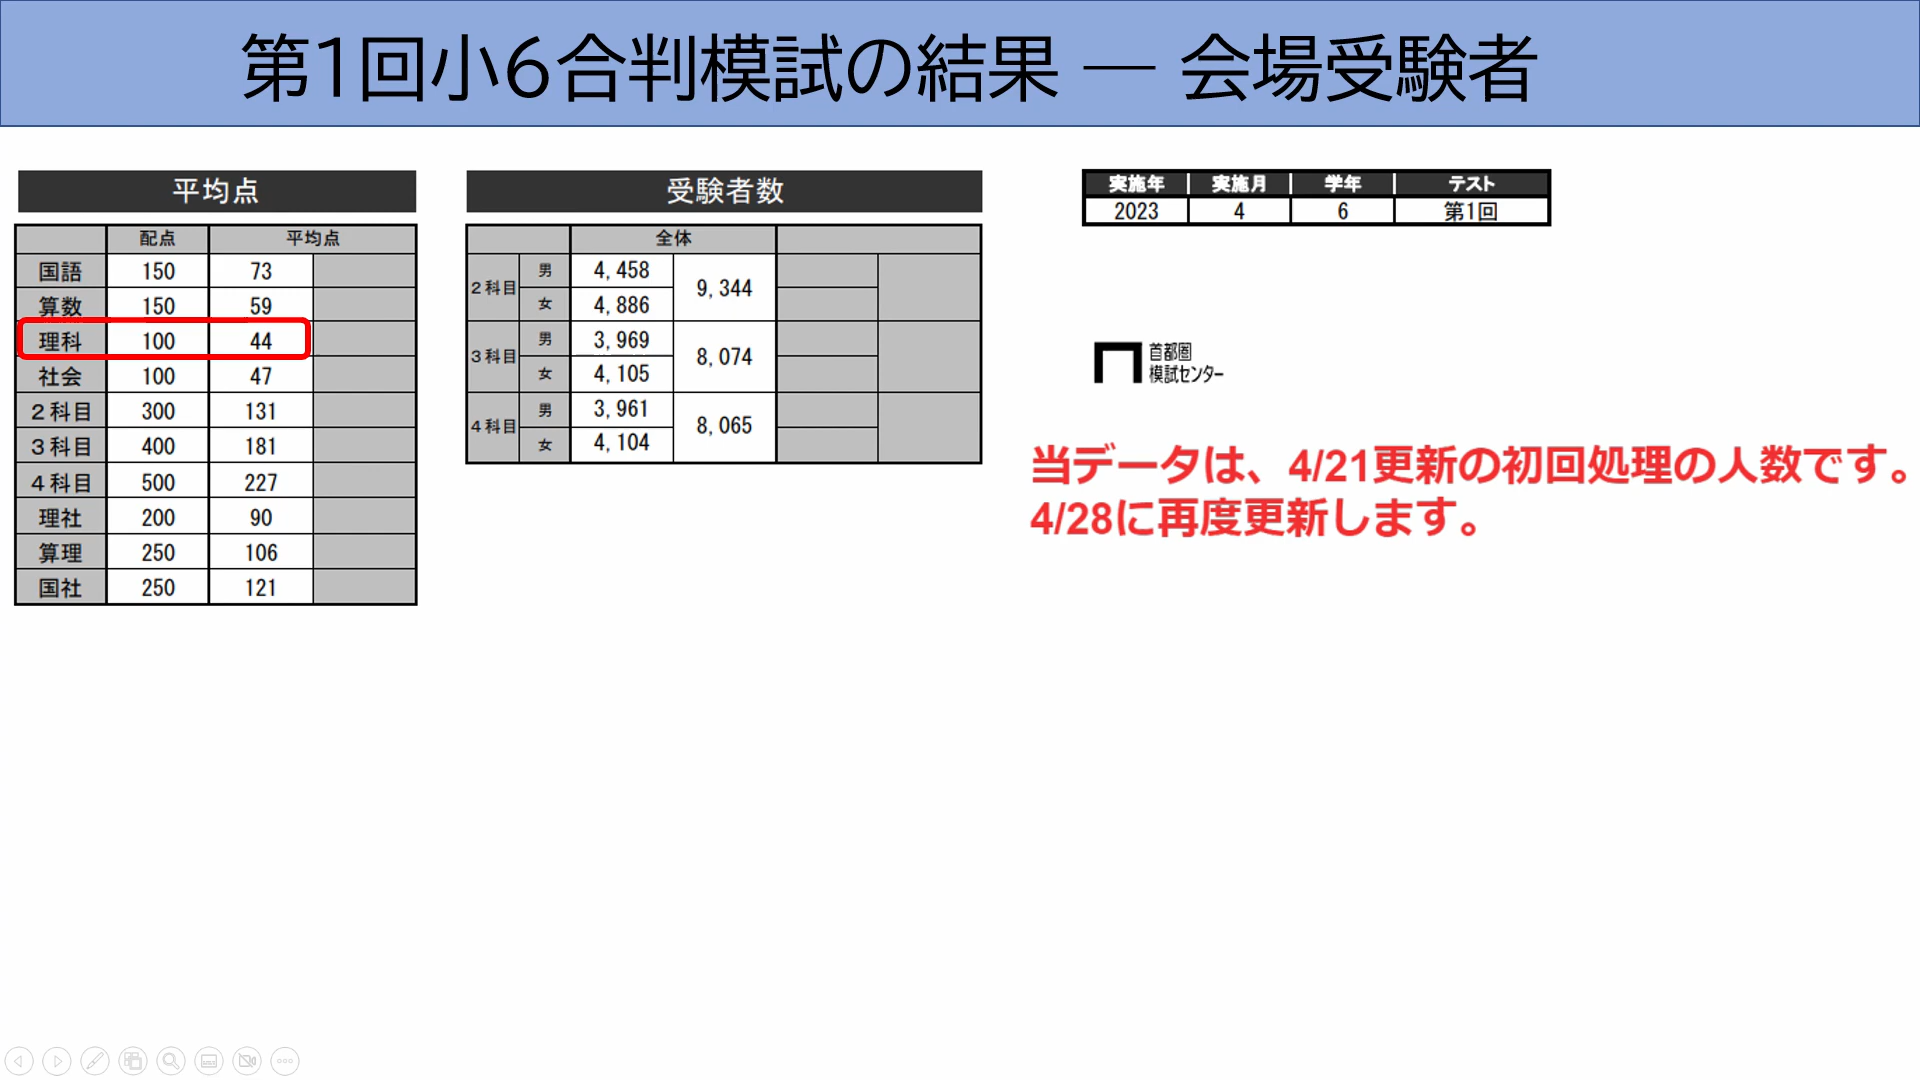 第1回小6合判模試の結果 ― 会場受験者
平均点
配点 平均点
国語 150 73
算数 150 59
理科 100 44
社会 100 47
２科目 300 131
３科目 400 181
４科目 500 227
理社 200 90
算理 250 106
国社 250 121
受験者数
全体
２科目 男 4,458 9,344
女 4,886
３科目 男 3,969 8,074
女 4,105
４科目 男 3,961 8,065
女 4,104
実施年 実施月 学年 テスト
2023 4 6 第1回
首都圏
模試センター
当データは、4/21更新の初回処理の人数です。
4/28に再度更新します。